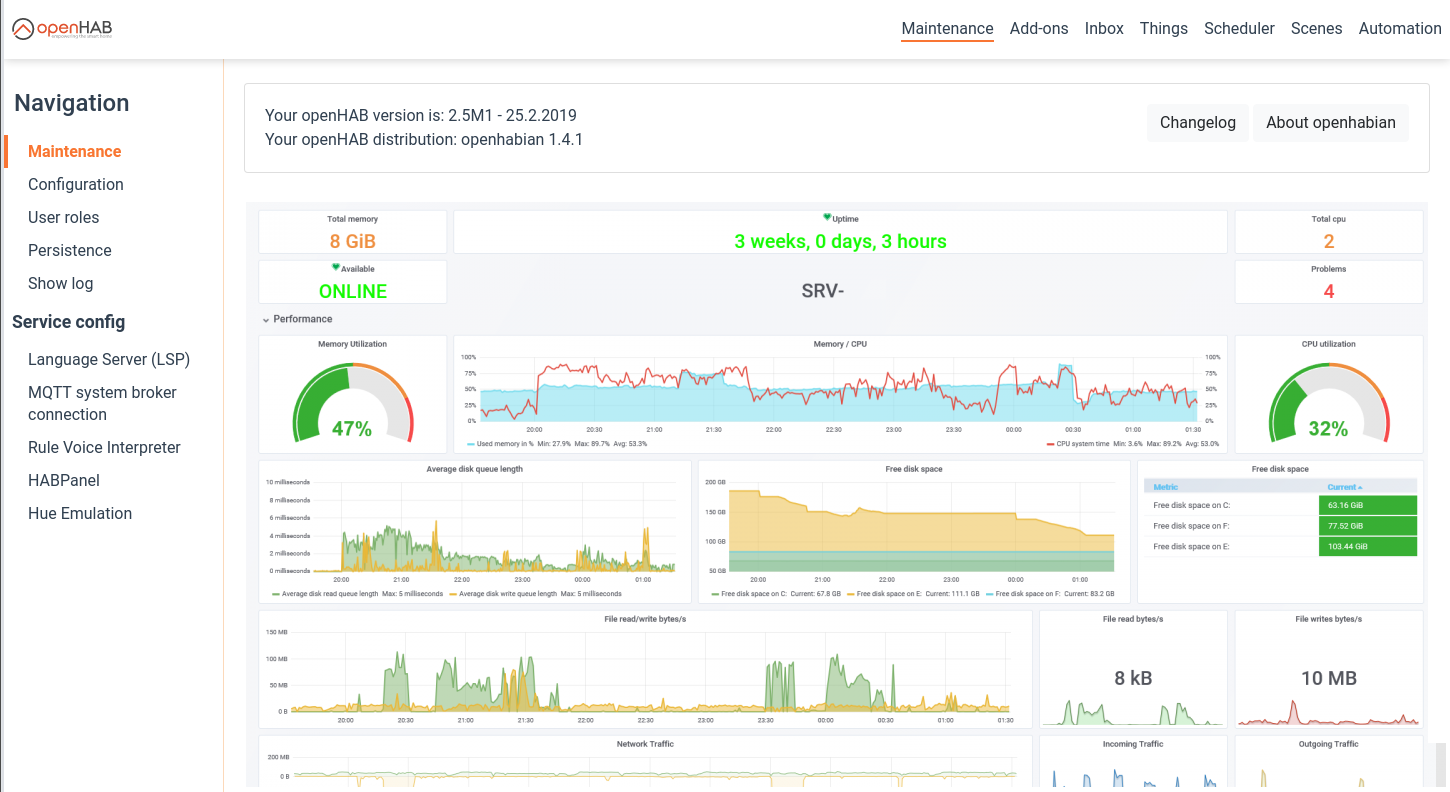 openHAB
empowering the smart home
Maintenance Add-ons Inbox Things Scheduler Scenes Automation
Navigation
Maintenance
Configuration
User roles
Persistence
Show log
Service config
Language Server (LSP)
MQTT system broker
connection
Rule Voice Interpreter
HABPanel
Hue Emulation
Your openHAB version is: 2.5M1 - 25.2.2019
Your openHAB distribution: openhabian 1.4.1
Changelog About openhabian
Total memory
8 GiB
Uptime
3 weeks, 0 days, 3 hours
Total cpu
2
Available
ONLINE
SRV-
Problems
4
Performance
Memory Utilization
47%
Memory / CPU
100% 100%
75% 75%
50% 50%
25% 25%
0% 0%
20:00 20:30 21:00 21:30 22:00 22:30 23:00 23:30 00:00 00:30 01:00 01:30
Used memory in % Min: 27.9% Max: 89.7% Avg: 53.3% CPU system time Min: 3.6% Max: 89.2% Avg: 53.0%
CPU utilization
32%
Average disk queue length
10 milliseconds
8 milliseconds
6 milliseconds
4 milliseconds
2 milliseconds
0 milliseconds
20:00 21:00 22:00 23:00 00:00 01:00
Average disk read queue length Max: 5 milliseconds Average disk write queue length Max: 5 milliseconds
Free disk space
200 GB
150 GB
100 GB
50 GB
20:00 21:00 22:00 23:00 00:00 01:00
Free disk space on C: Current: 67.8 GB Free disk space on E: Current: 111.1 GB Free disk space on F: Current: 83.2 GB
Free disk space
Metric Current
Free disk space on C: 63.16 GiB
Free disk space on F: 77.52 GiB
Free disk space on E: 103.44 GiB
File read/write bytes/s
150 MB
100 MB
50 MB
0 B
20:00 20:30 21:00 21:30 22:00 22:30 23:00 23:30 00:00 00:30 01:00 01:30
File read bytes/s
8 kB
File writes bytes/s
10 MB
Network Traffic
200 MB
0 B
Incoming Traffic
Outgoing Traffic